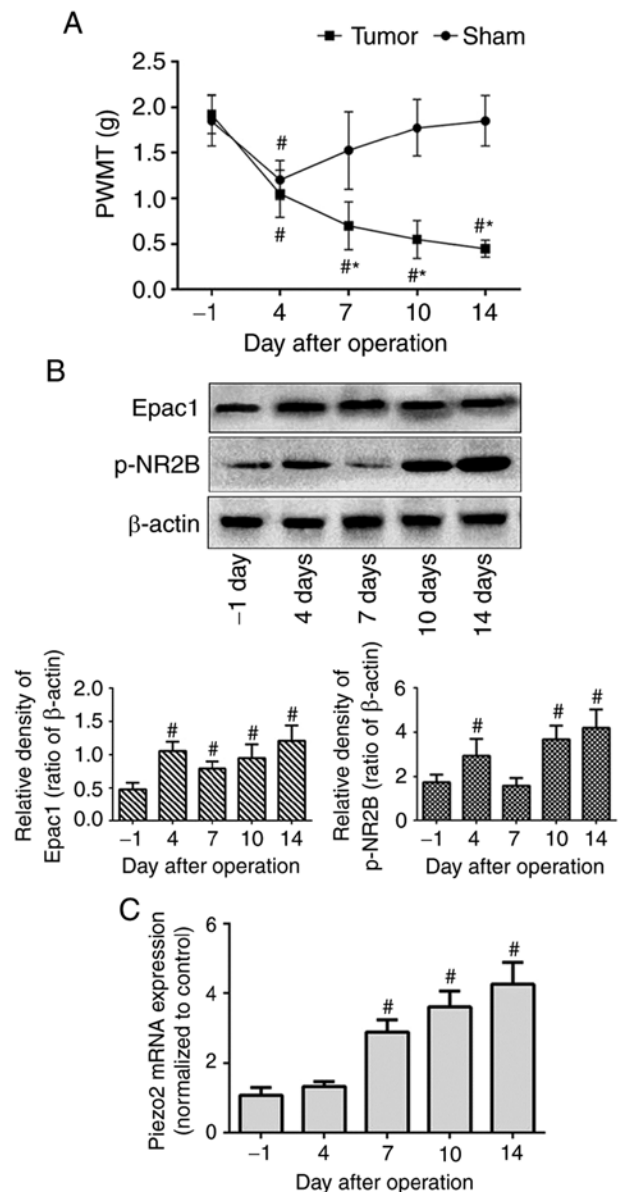 A
Tumor Sham
PWMT (g)
2.5
2.0
1.5
1.0
0.5
0.0
#
#
#*
#*
#*
−1 4 7 10 14
Day after operation
B
Epac1
p-NR2B
β-actin
−1 day
4 days
7 days
10 days
14 days
Relative density of
Epac1 (ratio of β-actin)
2.0
1.5
1.0
0.5
0.0
# # # #
−1 4 7 10 14
Day after operation
Relative density of
p-NR2B (ratio of β-actin)
6
4
2
0
# # #
−1 4 7 10 14
Day after operation
C
Piezo2 mRNA expression
(normalized to control)
6
4
2
0
# # #
−1 4 7 10 14
Day after operation